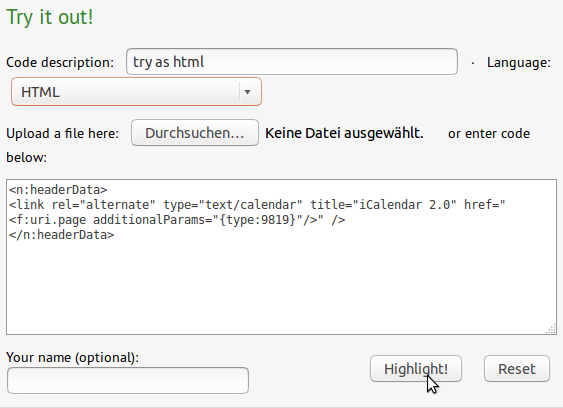 Try it out!
Code description: try as html · Language:
HTML
Upload a file here: Durchsuchen... Keine Datei ausgewählt. or enter code
below:
<n:headerData>
<link rel="alternate" type="text/calendar" title="iCalendar 2.0" href="
<f:uri.page additionalParams="{type:9819}"/>" />
</n:headerData>
Your name (optional):
Highlight! Reset